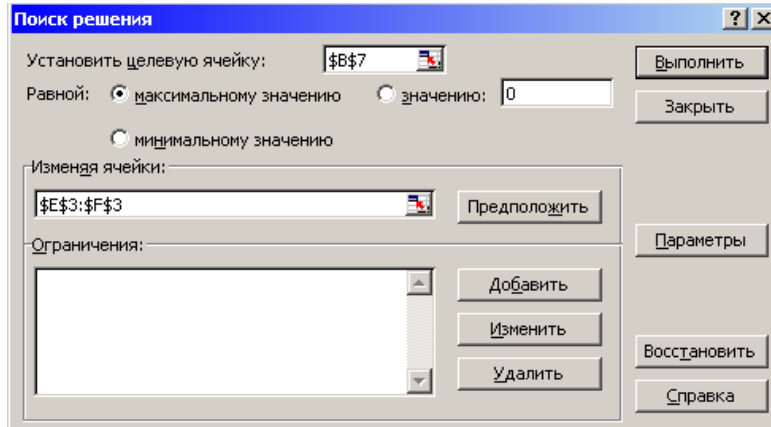 Поиск решения
Установить целевую ячейку: $B$7
Выполнить
Равной: максимальному значению значению: 0
Закрыть
минимальному значению
Изменяя ячейки:
$E$3:$F$3 Предположить
Параметры
Ограничения:
Добавить
Изменить
Восстановить
Удалить
Справка